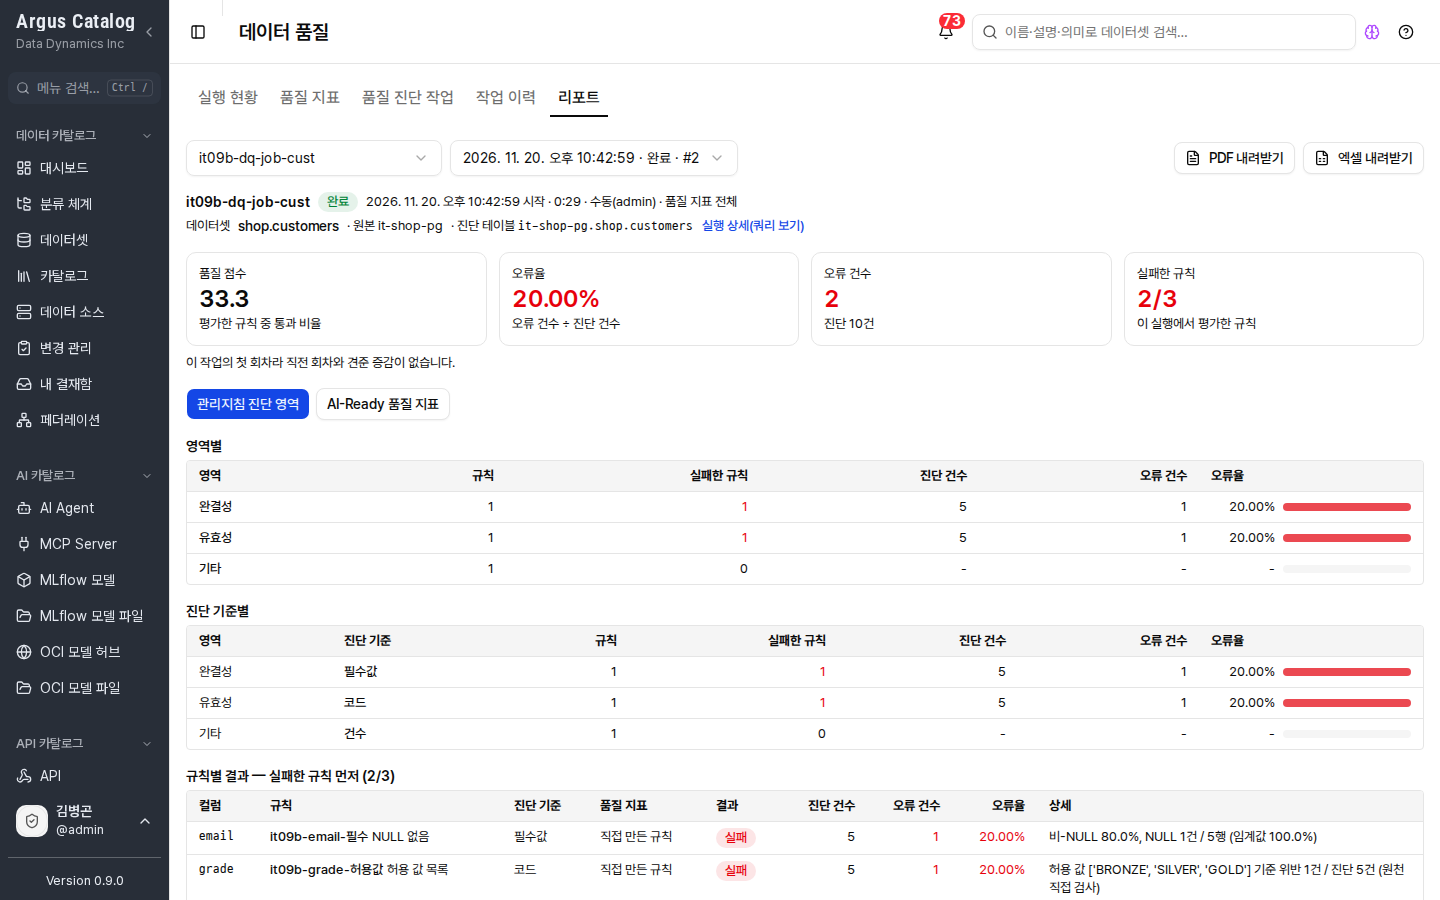 Argus Catalog
Data Dynamics Inc
메뉴 검색... Ctrl /
데이터 카탈로그
대시보드
분류 체계
데이터셋
카탈로그
데이터 소스
변경 관리
내 결재함
페더레이션
AI 카탈로그
AI Agent
MCP Server
MLflow 모델
MLflow 모델 파일
OCI 모델 허브
OCI 모델 파일
API 카탈로그
API
김병곤
@admin
Version 0.9.0
데이터 품질
73
이름·설명·의미로 데이터셋 검색...
실행 현황 품질 지표 품질 진단 작업 작업 이력 리포트
it09b-dq-job-cust
2026. 11. 20. 오후 10:42:59 · 완료 · #2
PDF 내려받기
엑셀 내려받기
it09b-dq-job-cust 완료 2026. 11. 20. 오후 10:42:59 시작 · 0:29 · 수동(admin) · 품질 지표 전체
데이터셋 shop.customers · 원본 it-shop-pg · 진단 테이블 it-shop-pg.shop.customers 실행 상세(쿼리 보기)
품질 점수
33.3
평가한 규칙 중 통과 비율
오류율
20.00%
오류 건수 ÷ 진단 건수
오류 건수
2
진단 10건
실패한 규칙
2/3
이 실행에서 평가한 규칙
이 작업의 첫 회차라 직전 회차와 견준 증감이 없습니다.
관리지침 진단 영역 AI-Ready 품질 지표
영역별
영역 규칙 실패한 규칙 진단 건수 오류 건수 오류율
완결성 1 1 5 1 20.00%
유효성 1 1 5 1 20.00%
기타 1 0 - - -
진단 기준별
영역 진단 기준 규칙 실패한 규칙 진단 건수 오류 건수 오류율
완결성 필수값 1 1 5 1 20.00%
유효성 코드 1 1 5 1 20.00%
기타 건수 1 0 - - -
규칙별 결과 — 실패한 규칙 먼저 (2/3)
컬럼 규칙 진단 기준 품질 지표 결과 진단 건수 오류 건수 오류율 상세
email it09b-email-필수 NULL 없음 필수값 직접 만든 규칙 실패 5 1 20.00% 비-NULL 80.0%, NULL 1건 / 5행 (임계값 100.0%)
grade it09b-grade-허용값 허용 값 목록 코드 직접 만든 규칙 실패 5 1 20.00% 허용 값 ['BRONZE', 'SILVER', 'GOLD'] 기준 위반 1건 / 진단 5건 (원천
직접 검사)